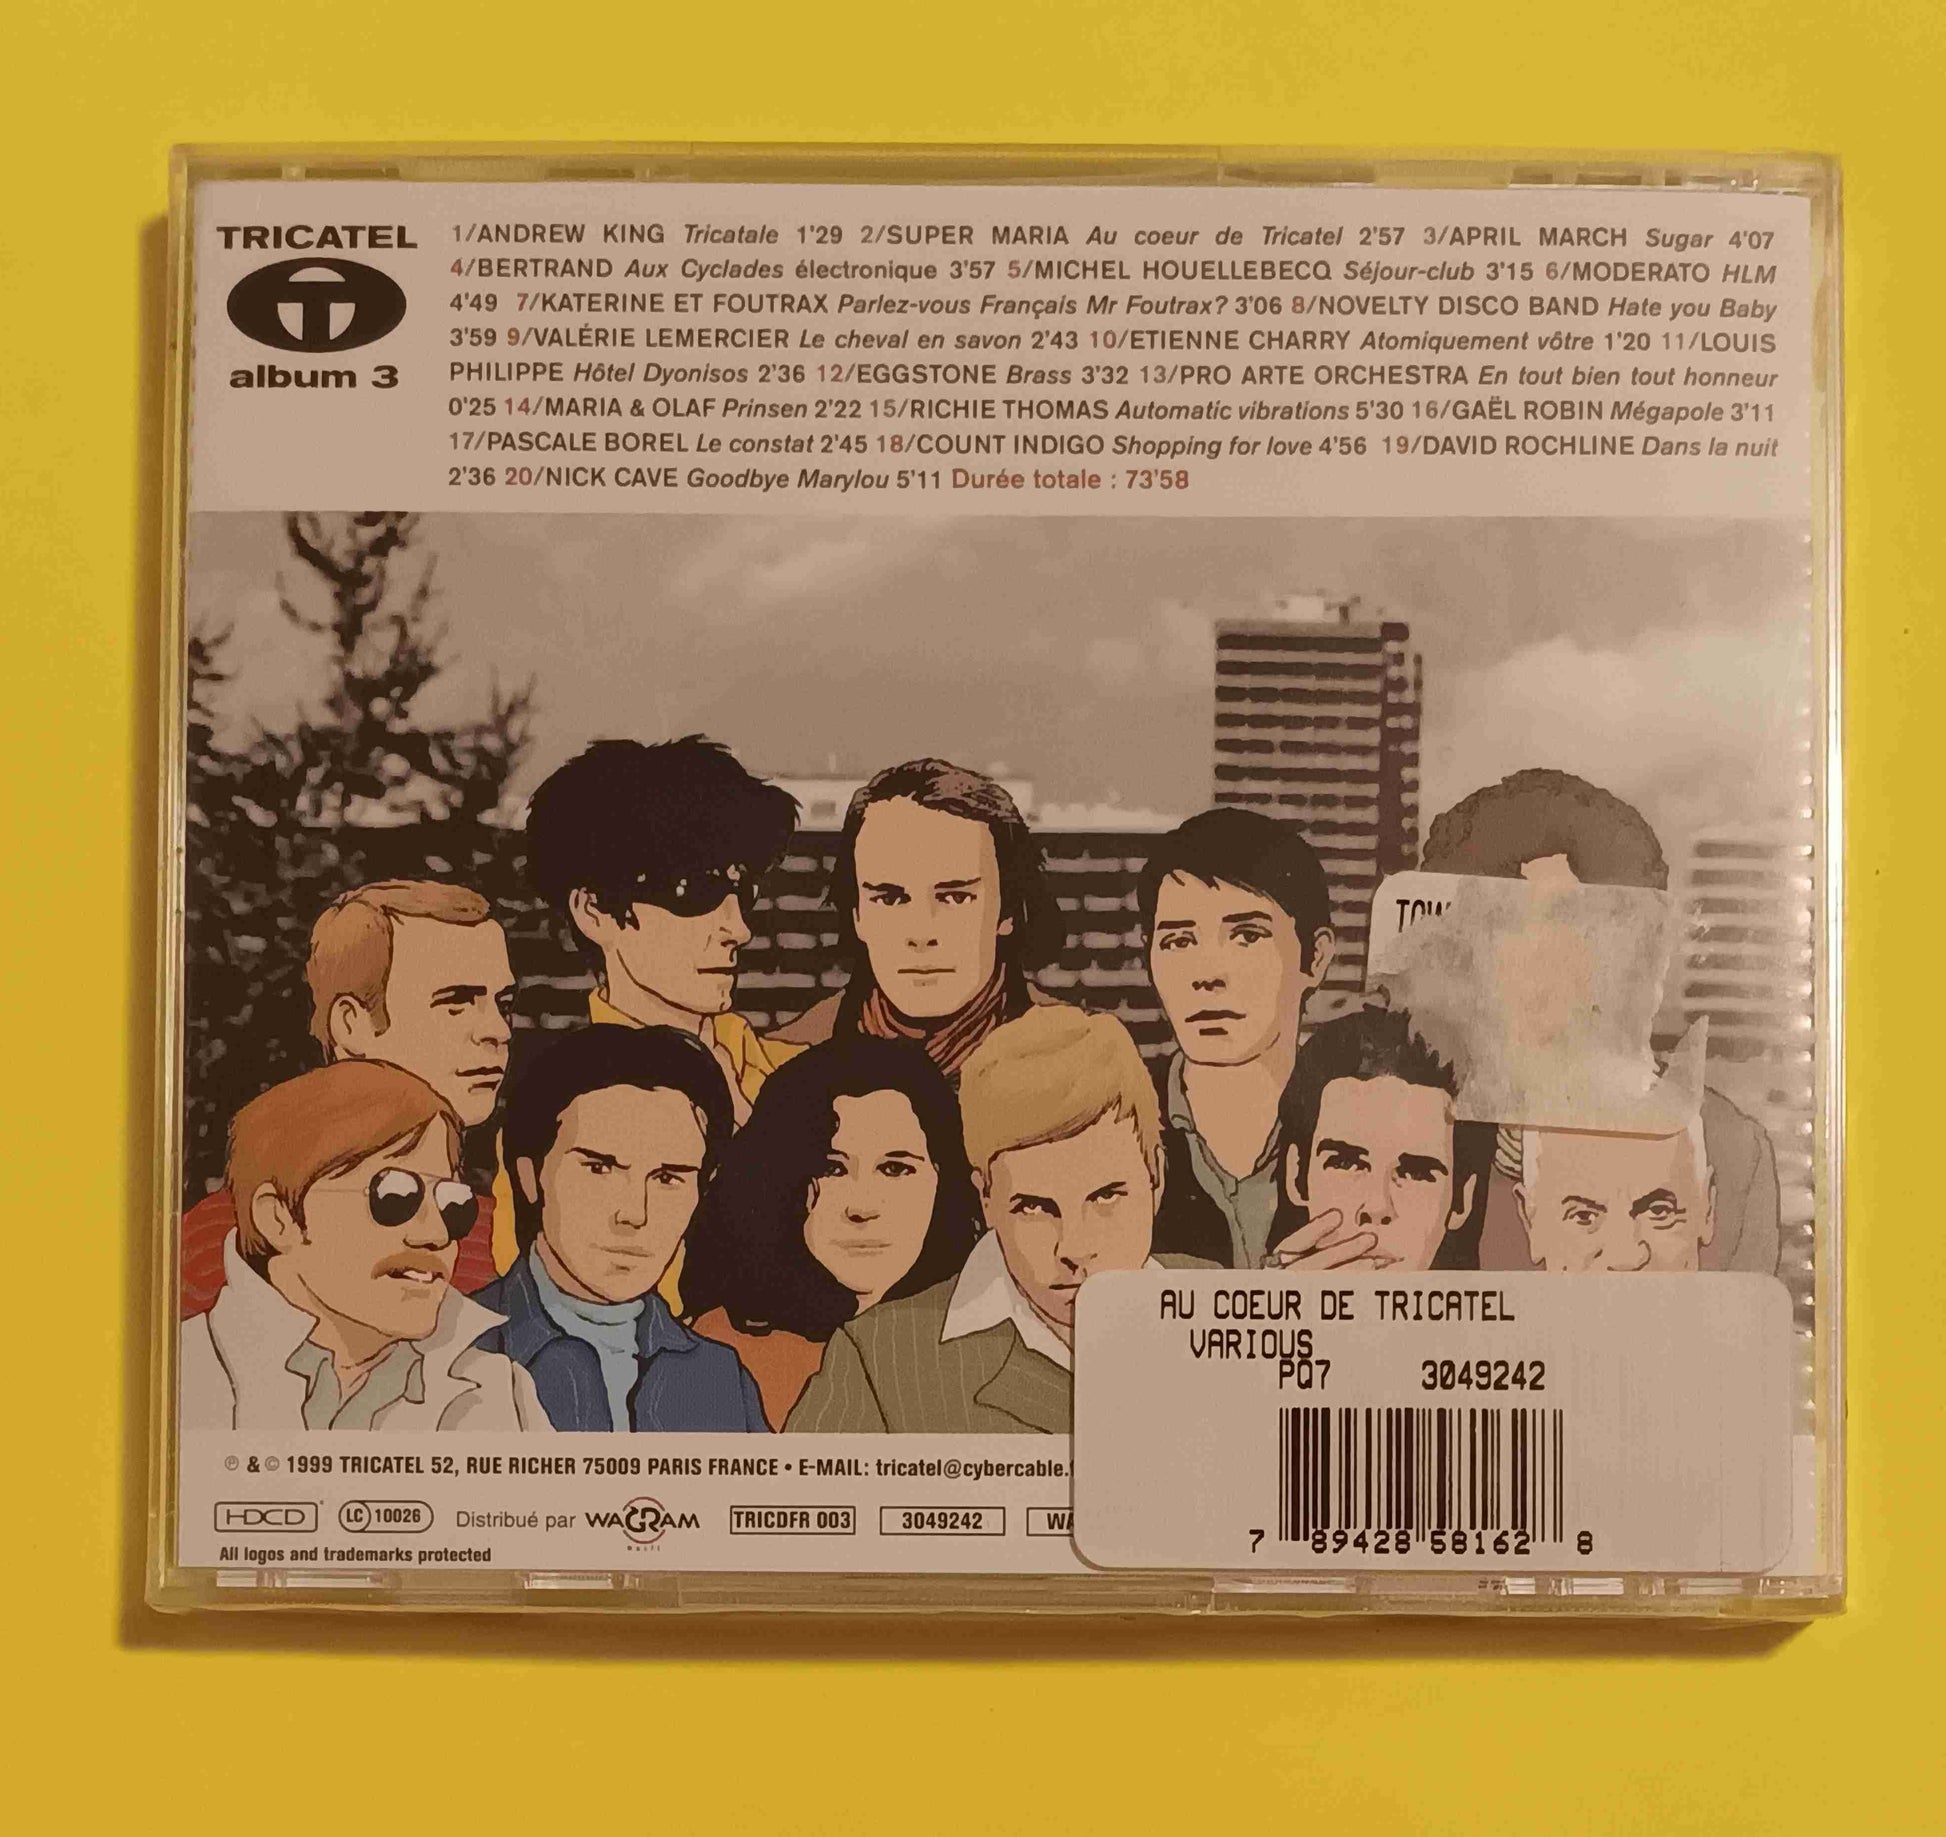 TRICATEL
T
album 3
1/ANDREW KING Tricatale 1'29 2/SUPER MARIA Au coeur de Tricatel 2'57 3/APRIL MARCH Sugar 4'07
4/BERTRAND Aux Cyclades électronique 3'57 5/MICHEL HOUELLEBECQ Séjour-club 3'15 6/MODERATO HLM
4'49 7/KATERINE ET FOUTRAX Parlez-vous Français Mr Foutrax? 3'06 8/NOVELTY DISCO BAND Hate you Baby
3'59 9/VALÉRIE LEMERCIER Le cheval en savon 2'43 10/ETIENNE CHARRY Atomiquement vôtre 1'20 11/LOUIS
PHILIPPE Hôtel Dyonisos 2'36 12/EGGSTONE Brass 3'32 13/PRO ARTE ORCHESTRA En tout bien tout honneur
0'25 14/MARIA & OLAF Prinsen 2'22 15/RICHIE THOMAS Automatic vibrations 5'30 16/GAËL ROBIN Mégapole 3'11
17/PASCALE BOREL Le constat 2'45 18/COUNT INDIGO Shopping for love 4'56 19/DAVID ROCHLINE Dans la nuit
2'36 20/NICK CAVE Goodbye Marylou 5'11 Durée totale : 73'58
AU COEUR DE TRICATEL
VARIOUS
PQ7 3049242
7 89428 58162 8
℗ & © 1999 TRICATEL 52, RUE RICHER 75009 PARIS FRANCE • E-MAIL: tricatel@cybercable.
HDCD LC 10026 Distribué par WAGRAM TRICDFR 003 3049242 WA
All logos and trademarks protected